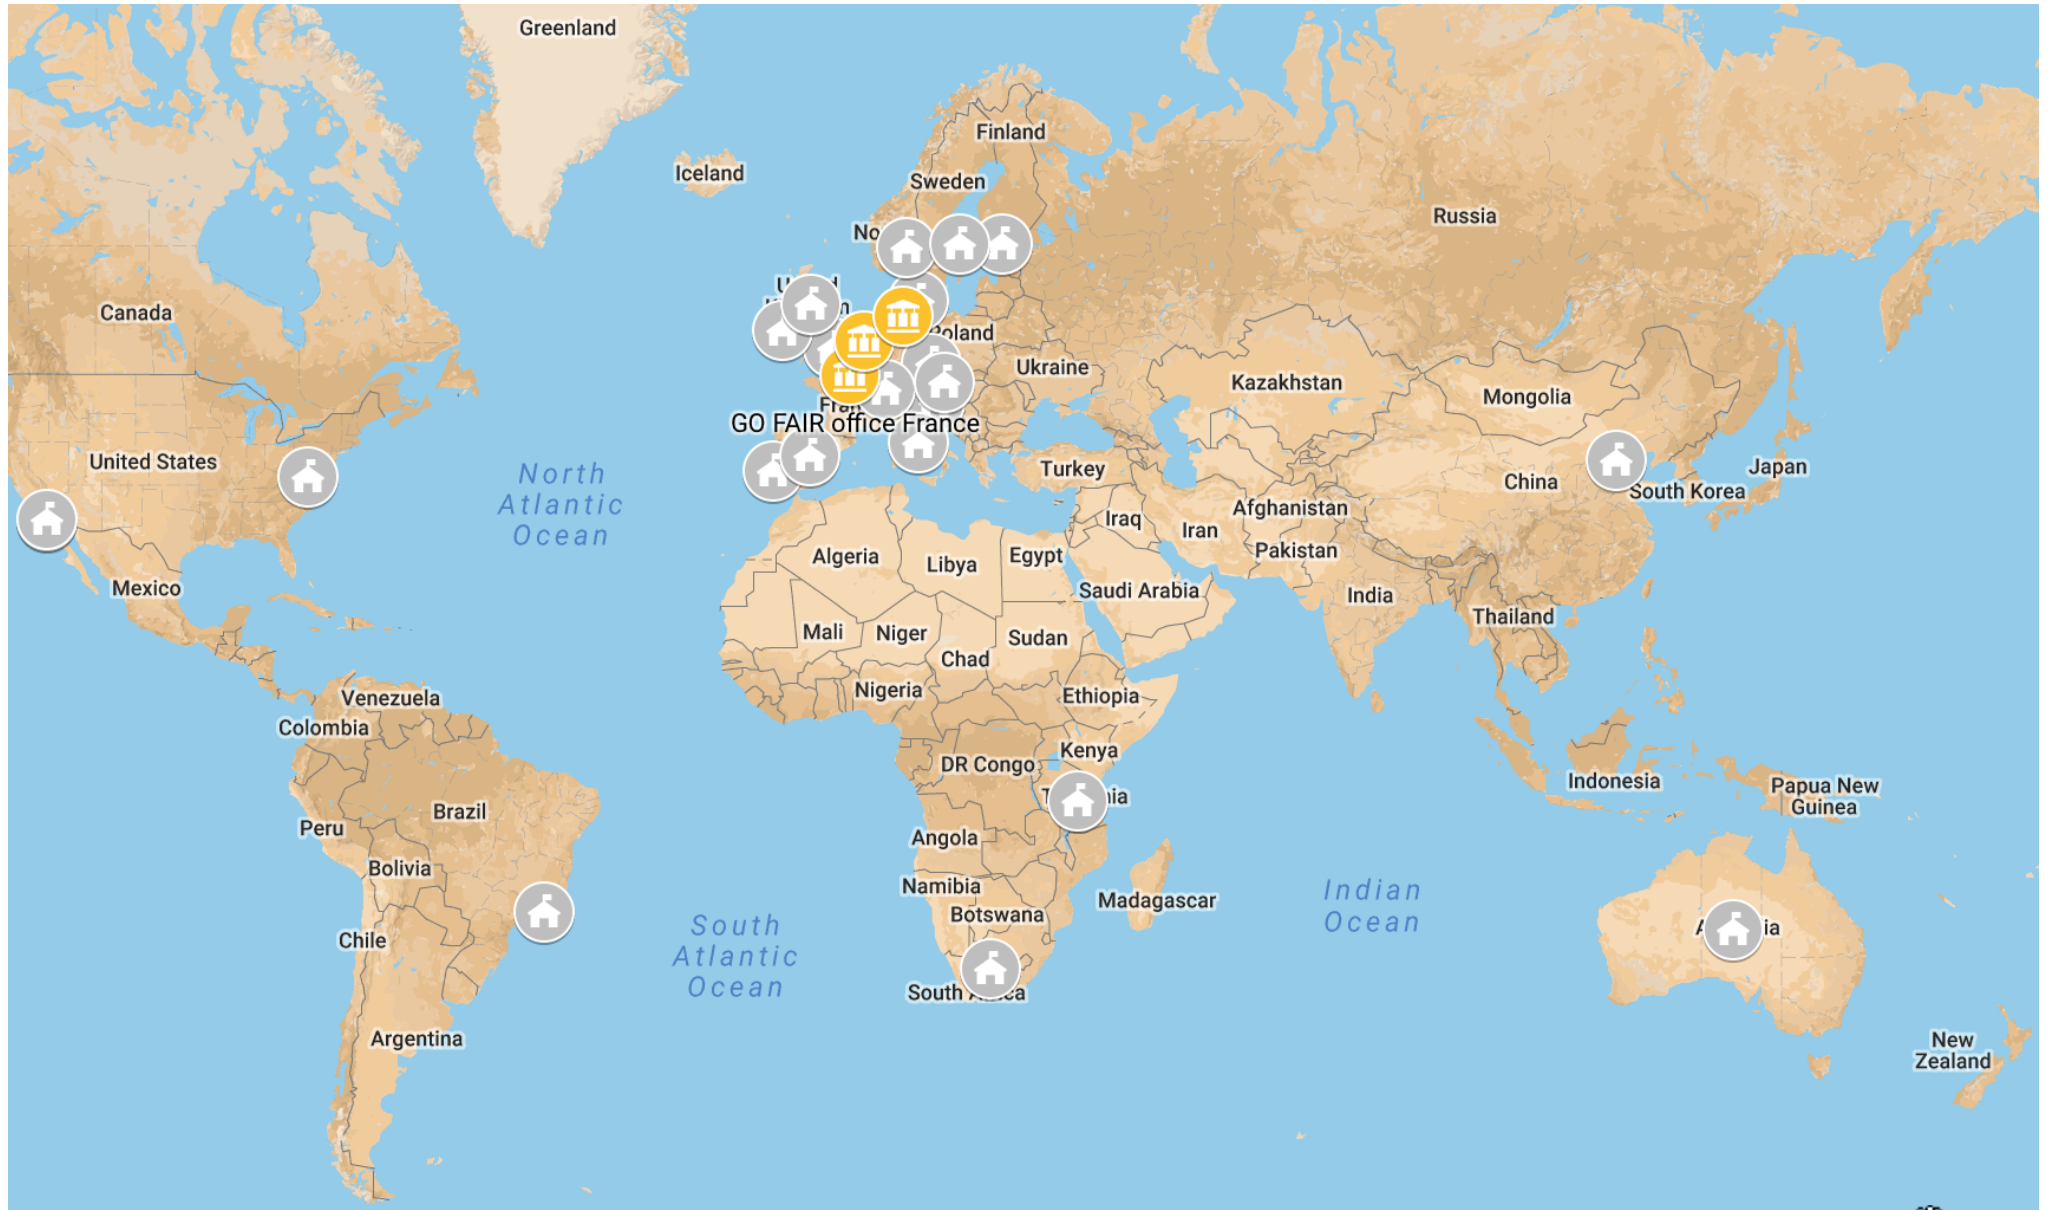 Greenland
Finland
Iceland
Sweden
Russia
No
Canada
Poland
Ukraine
Kazakhstan
Mongolia
GO FAIR office France
United States
North
Atlantic
Ocean
Turkey
China
Japan
South Korea
Iraq
Iran
Afghanistan
Pakistan
Algeria
Libya
Egypt
Mexico
Saudi Arabia
India
Thailand
Mali
Niger
Sudan
Chad
Nigeria
Ethiopia
Venezuela
Colombia
Kenya
DR Congo
Indonesia
Papua New
Guinea
Brazil
Peru
Angola
Bolivia
Namibia
Madagascar
Botswana
Indian
Ocean
South
Atlantic
Ocean
Chile
South
Argentina
New
Zealand